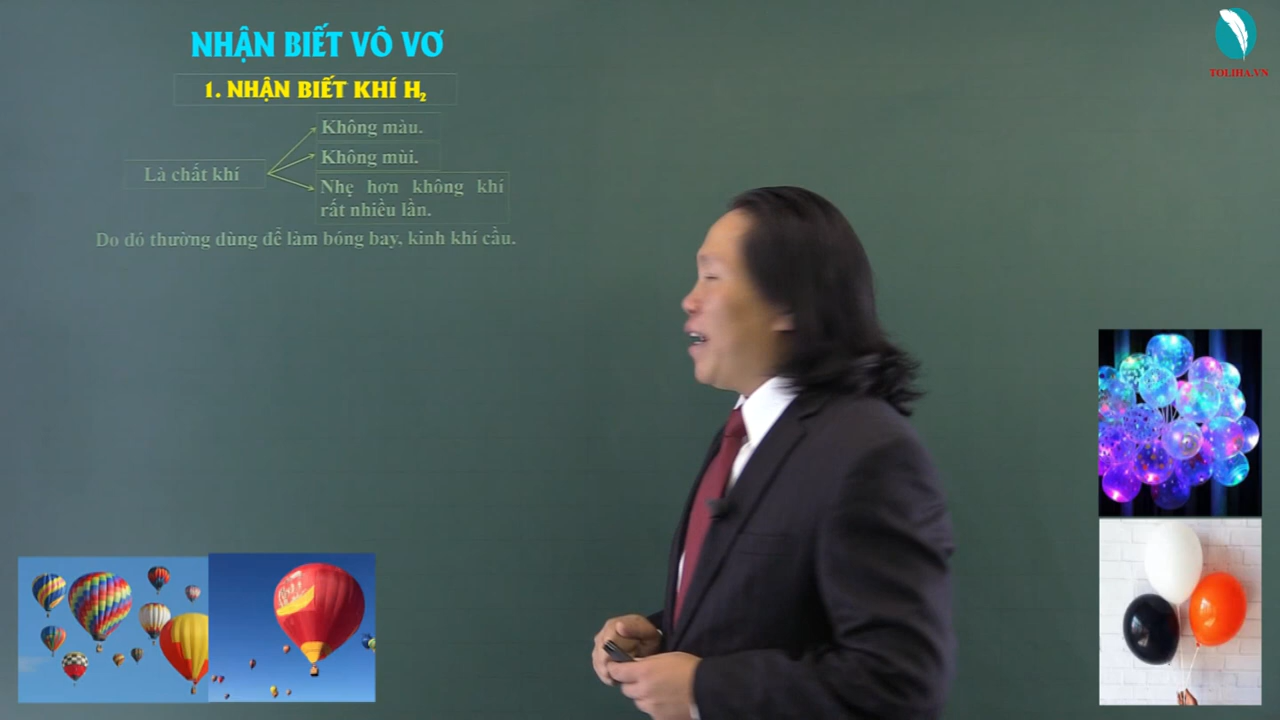 NHẬN BIẾT VÔ VƠ
1. NHẬN BIẾT KHÍ H₂
Không màu.
Là chất khí
Không mùi.
Nhẹ hơn không khí
rất nhiều lần.
Do đó thường dùng để làm bóng bay, kinh khí cầu.
TOLIHA.VN